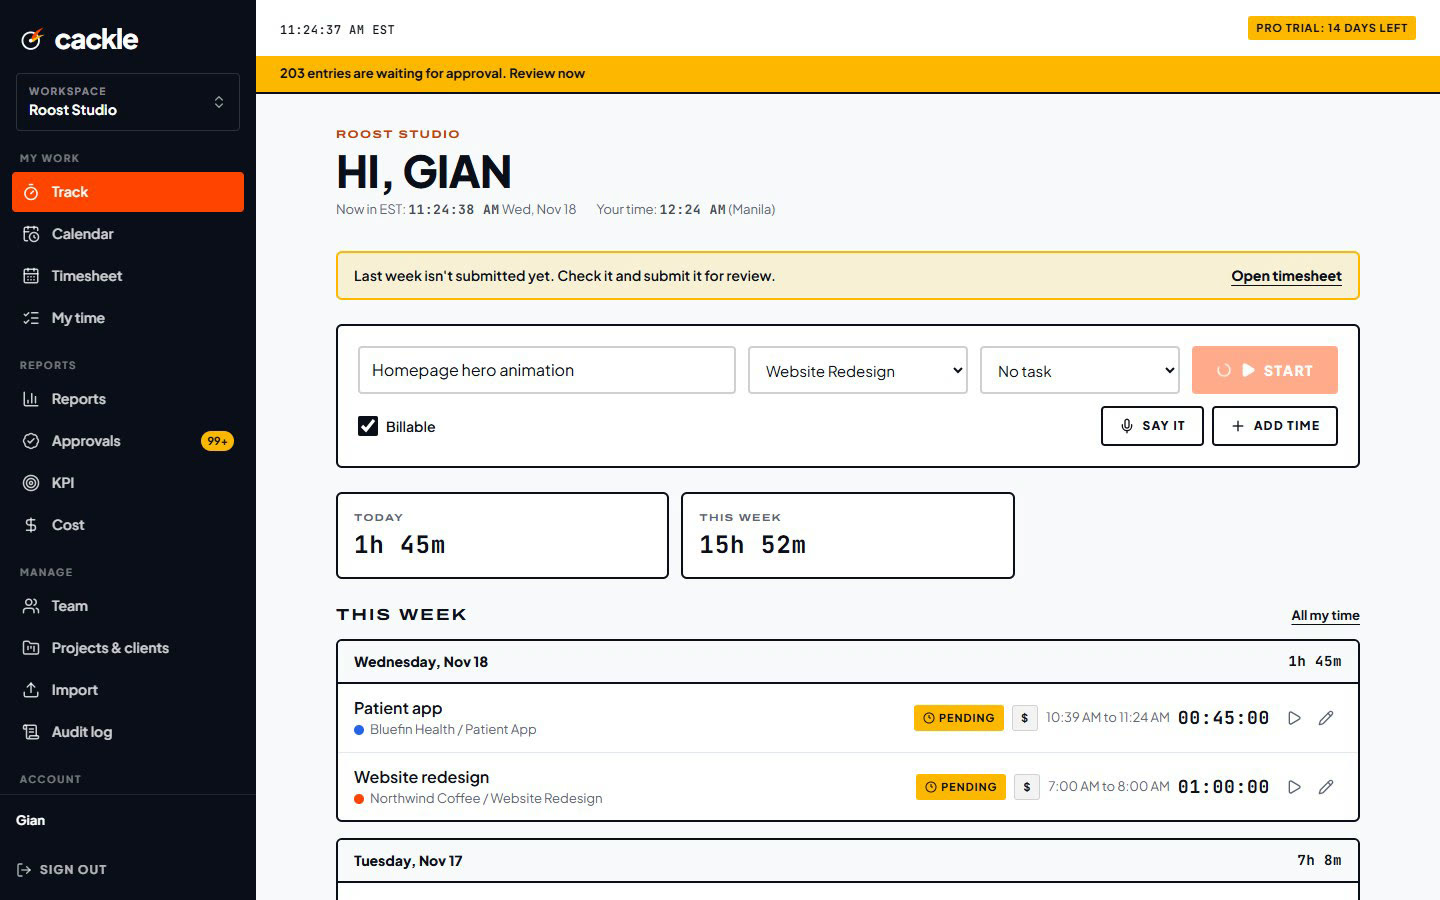 cackle
WORKSPACE
Roost Studio
MY WORK
Track
Calendar
Timesheet
My time
REPORTS
Reports
Approvals 99+
KPI
Cost
MANAGE
Team
Projects & clients
Import
Audit log
ACCOUNT
Gian
SIGN OUT
11:24:37 AM EST
PRO TRIAL: 14 DAYS LEFT
203 entries are waiting for approval. Review now
ROOST STUDIO
HI, GIAN
Now in EST: 11:24:38 AM Wed, Nov 18 Your time: 12:24 AM (Manila)
Last week isn't submitted yet. Check it and submit it for review. Open timesheet
Homepage hero animation Website Redesign No task START
Billable SAY IT ADD TIME
TODAY THIS WEEK
1h 45m 15h 52m
THIS WEEK All my time
Wednesday, Nov 18 1h 45m
Patient app
Bluefin Health / Patient App
PENDING $ 10:39 AM to 11:24 AM 00:45:00
Website redesign
Northwind Coffee / Website Redesign
PENDING $ 7:00 AM to 8:00 AM 01:00:00
Tuesday, Nov 17 7h 8m